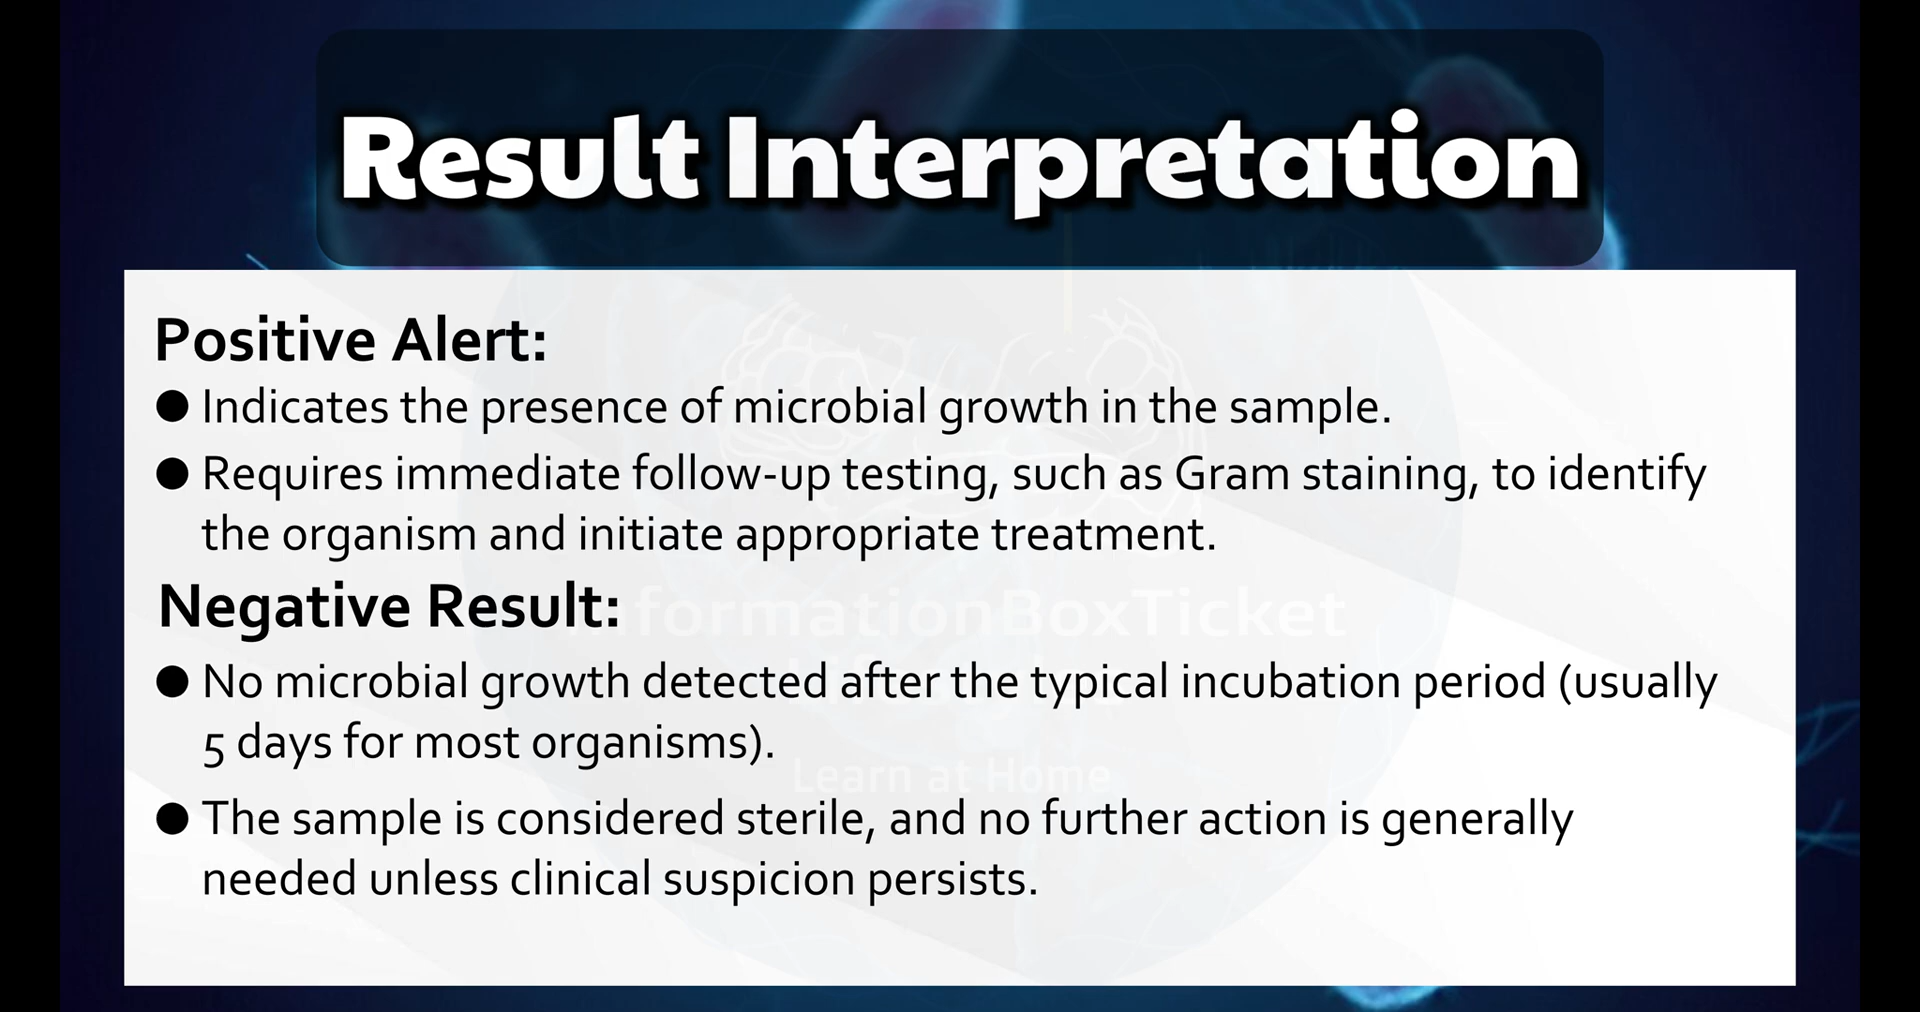 Result Interpretation
Positive Alert:
● Indicates the presence of microbial growth in the sample.
● Requires immediate follow-up testing, such as Gram staining, to identify
the organism and initiate appropriate treatment.
Negative Result:
InformationBoxTicket
● No microbial growth detected after the typical incubation period (usually
5 days for most organisms).
Learn at Home
● The sample is considered sterile, and no further action is generally
needed unless clinical suspicion persists.